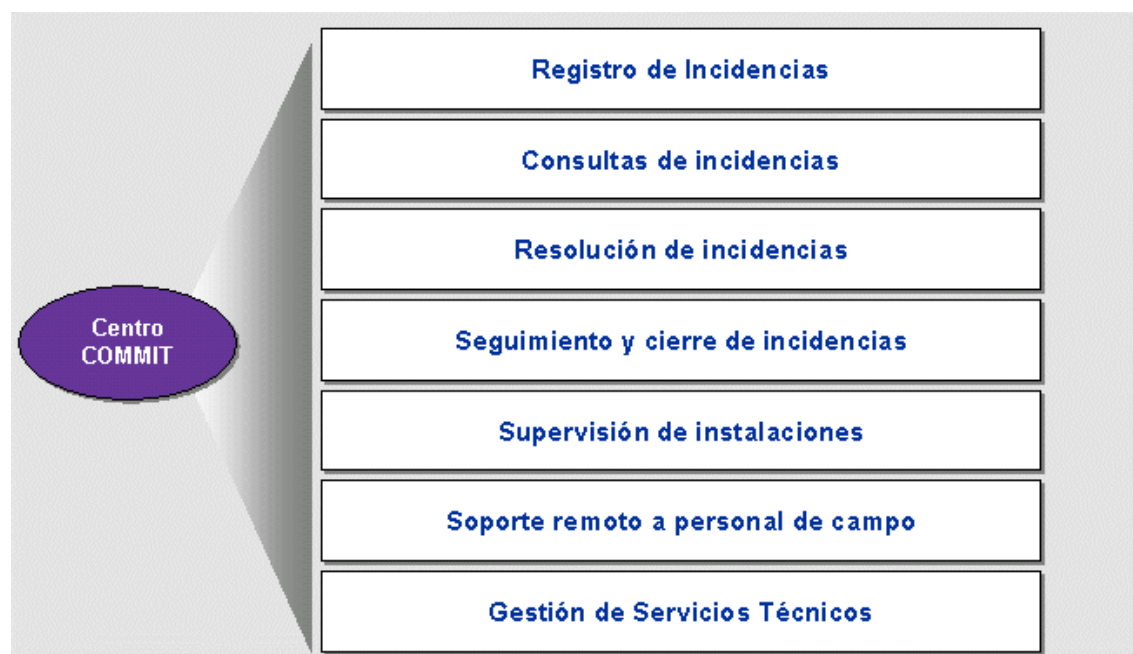 Registro de Incidencias
Consultas de incidencias
Resolución de incidencias
Centro
COMMIT
Seguimiento y cierre de incidencias
Supervisión de instalaciones
Soporte remoto a personal de campo
Gestión de Servicios Técnicos